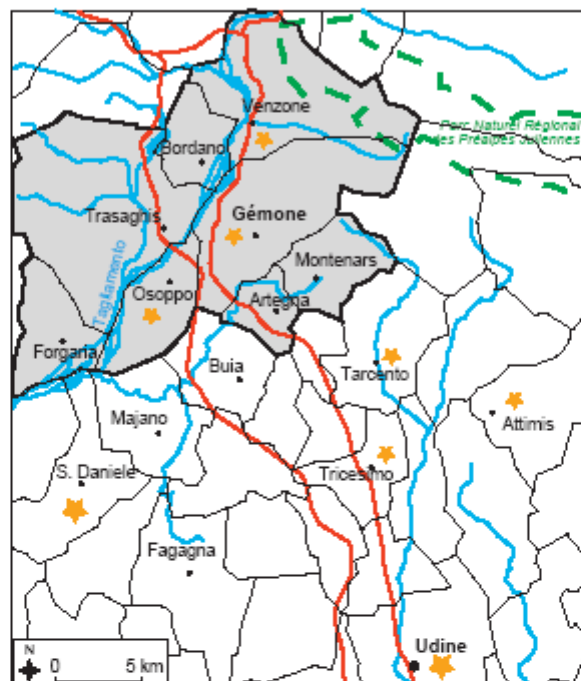 Venzone
Parc Naturel Régional
des Préalpes Juliennes
Bordano
Trasaghis
Gémone
Montenars
Tagliamento
Osoppo
Artegna
Forgaria
Buia
Tarcento
Attimis
Majano
Tricesimo
S. Daniele
Fagagna
Udine
N
0 5 km